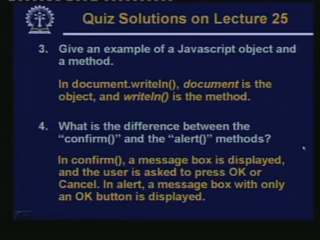 Quiz Solutions on Lecture 25
3. Give an example of a Javascript object and
a method.
In document.writeln(), document is the
object, and writeln() is the method.
4. What is the difference between the
"confirm()" and the "alert()" methods?
In confirm(), a message box is displayed,
and the user is asked to press OK or
Cancel. In alert, a message box with only
an OK button is displayed.